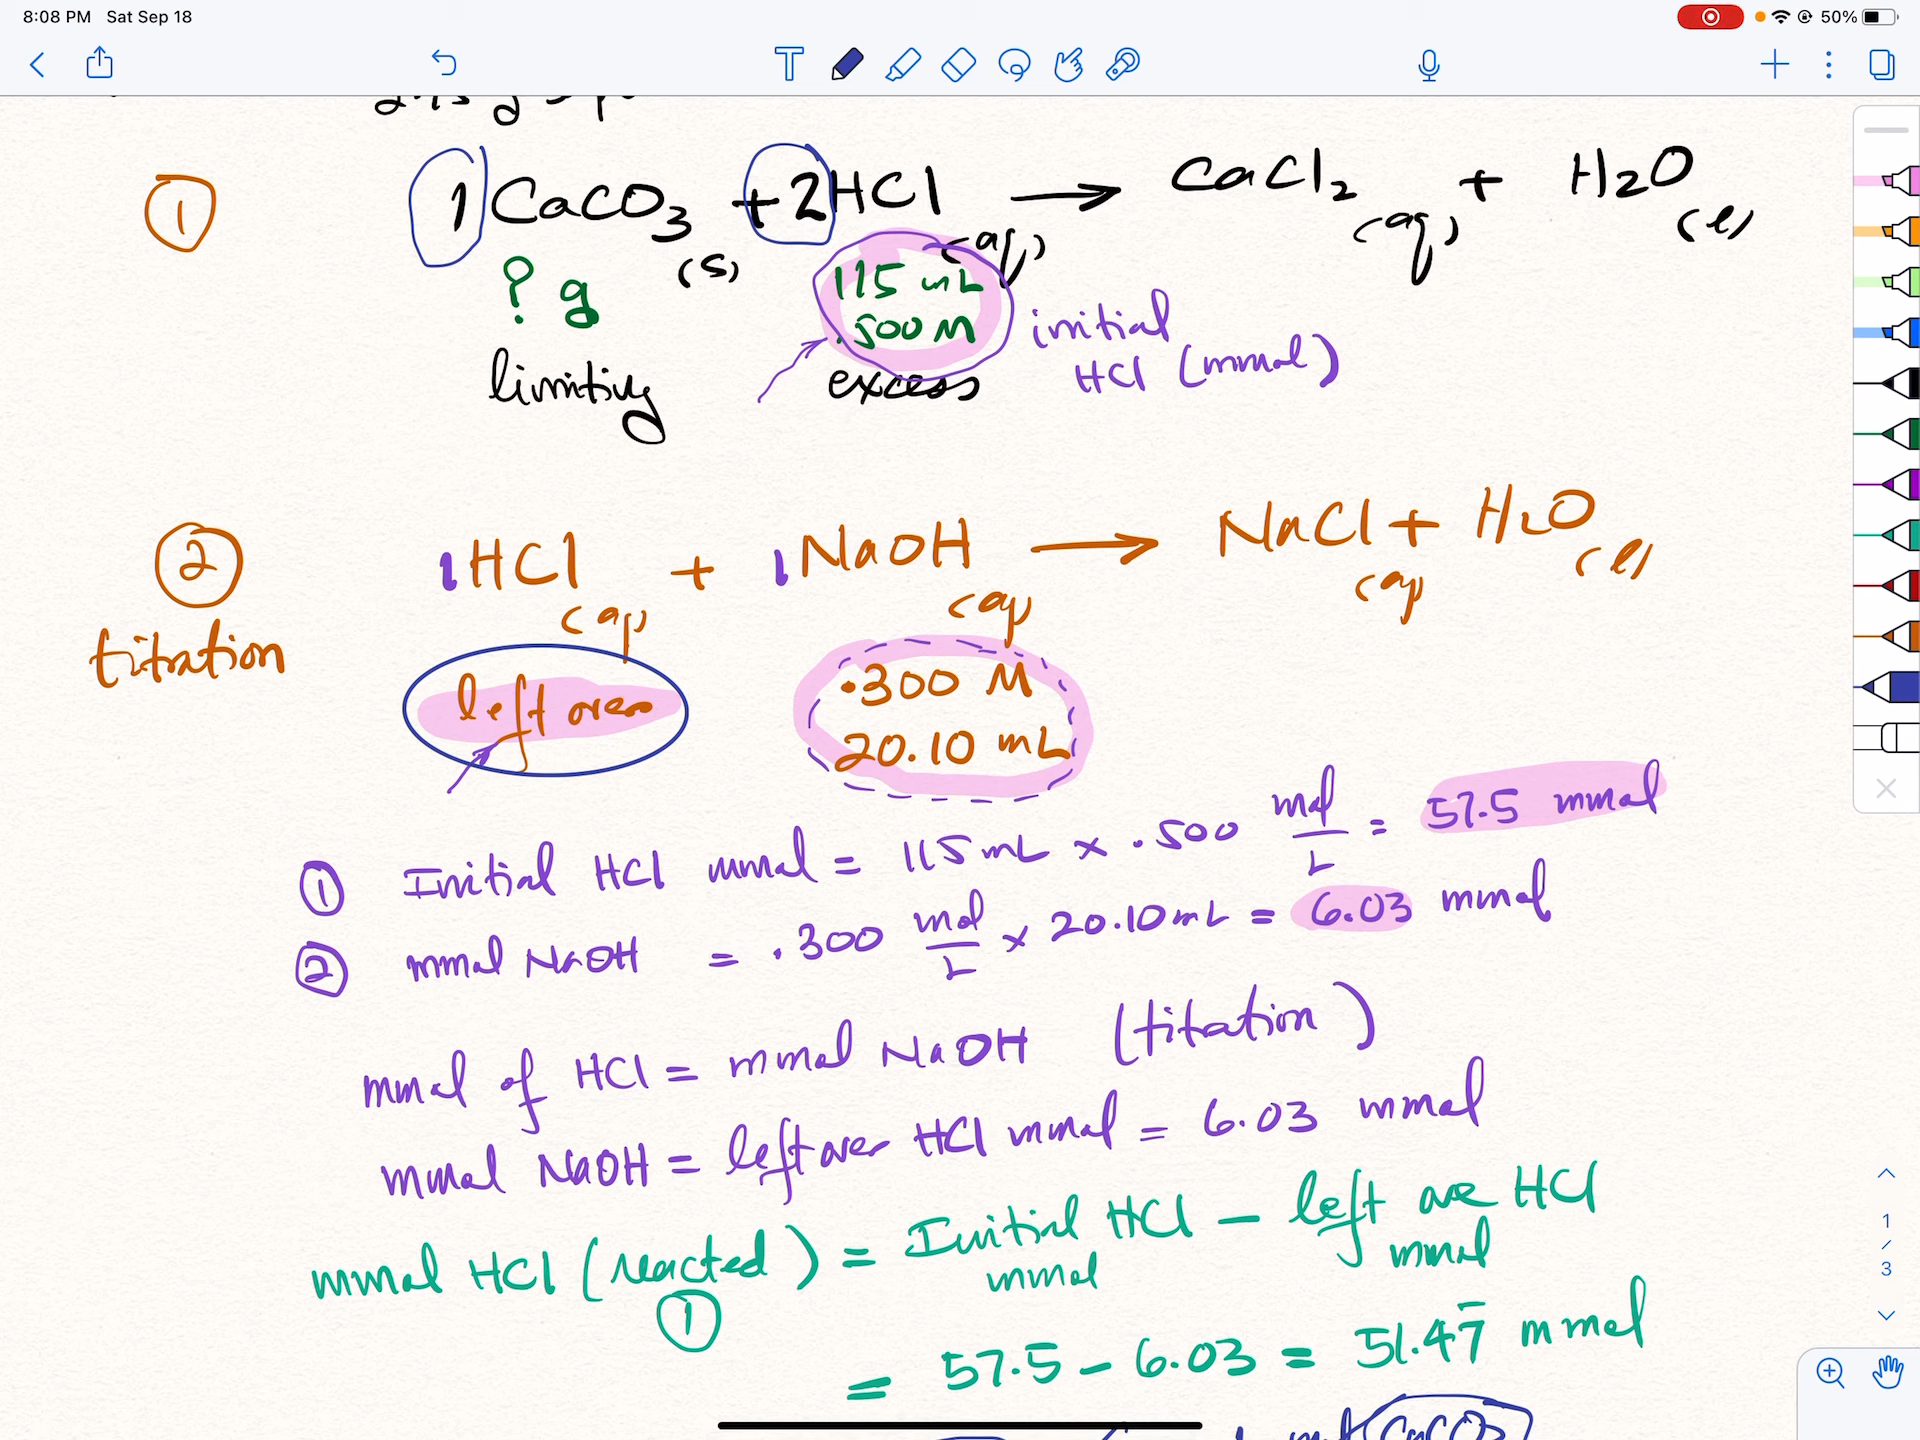 8:08 PM Sat Sep 18 50%
T
① 1 CaCO₃ (s) + 2HCl (aq) → CaCl₂ (aq) + H₂O (l)
? g 115 mL
.500 M initial
limiting excess HCl (mmol)
② 1 HCl (aq) + 1 NaOH (aq) → NaCl (aq) + H₂O (l)
titration
left over .300 M
20.10 mL
① Initial HCl mmol = 115 mL × .500 mol/L = 57.5 mmol
② mmol NaOH = .300 mol/L × 20.10 mL = 6.03 mmol
mmol of HCl = mmol NaOH (titration)
mmol NaOH = left over HCl mmol = 6.03 mmol
mmol HCl (reacted) = Initial HCl − left over HCl
① mmol mmol
= 57.5 − 6.03 = 51.47 mmol
CaCO₃
1/3